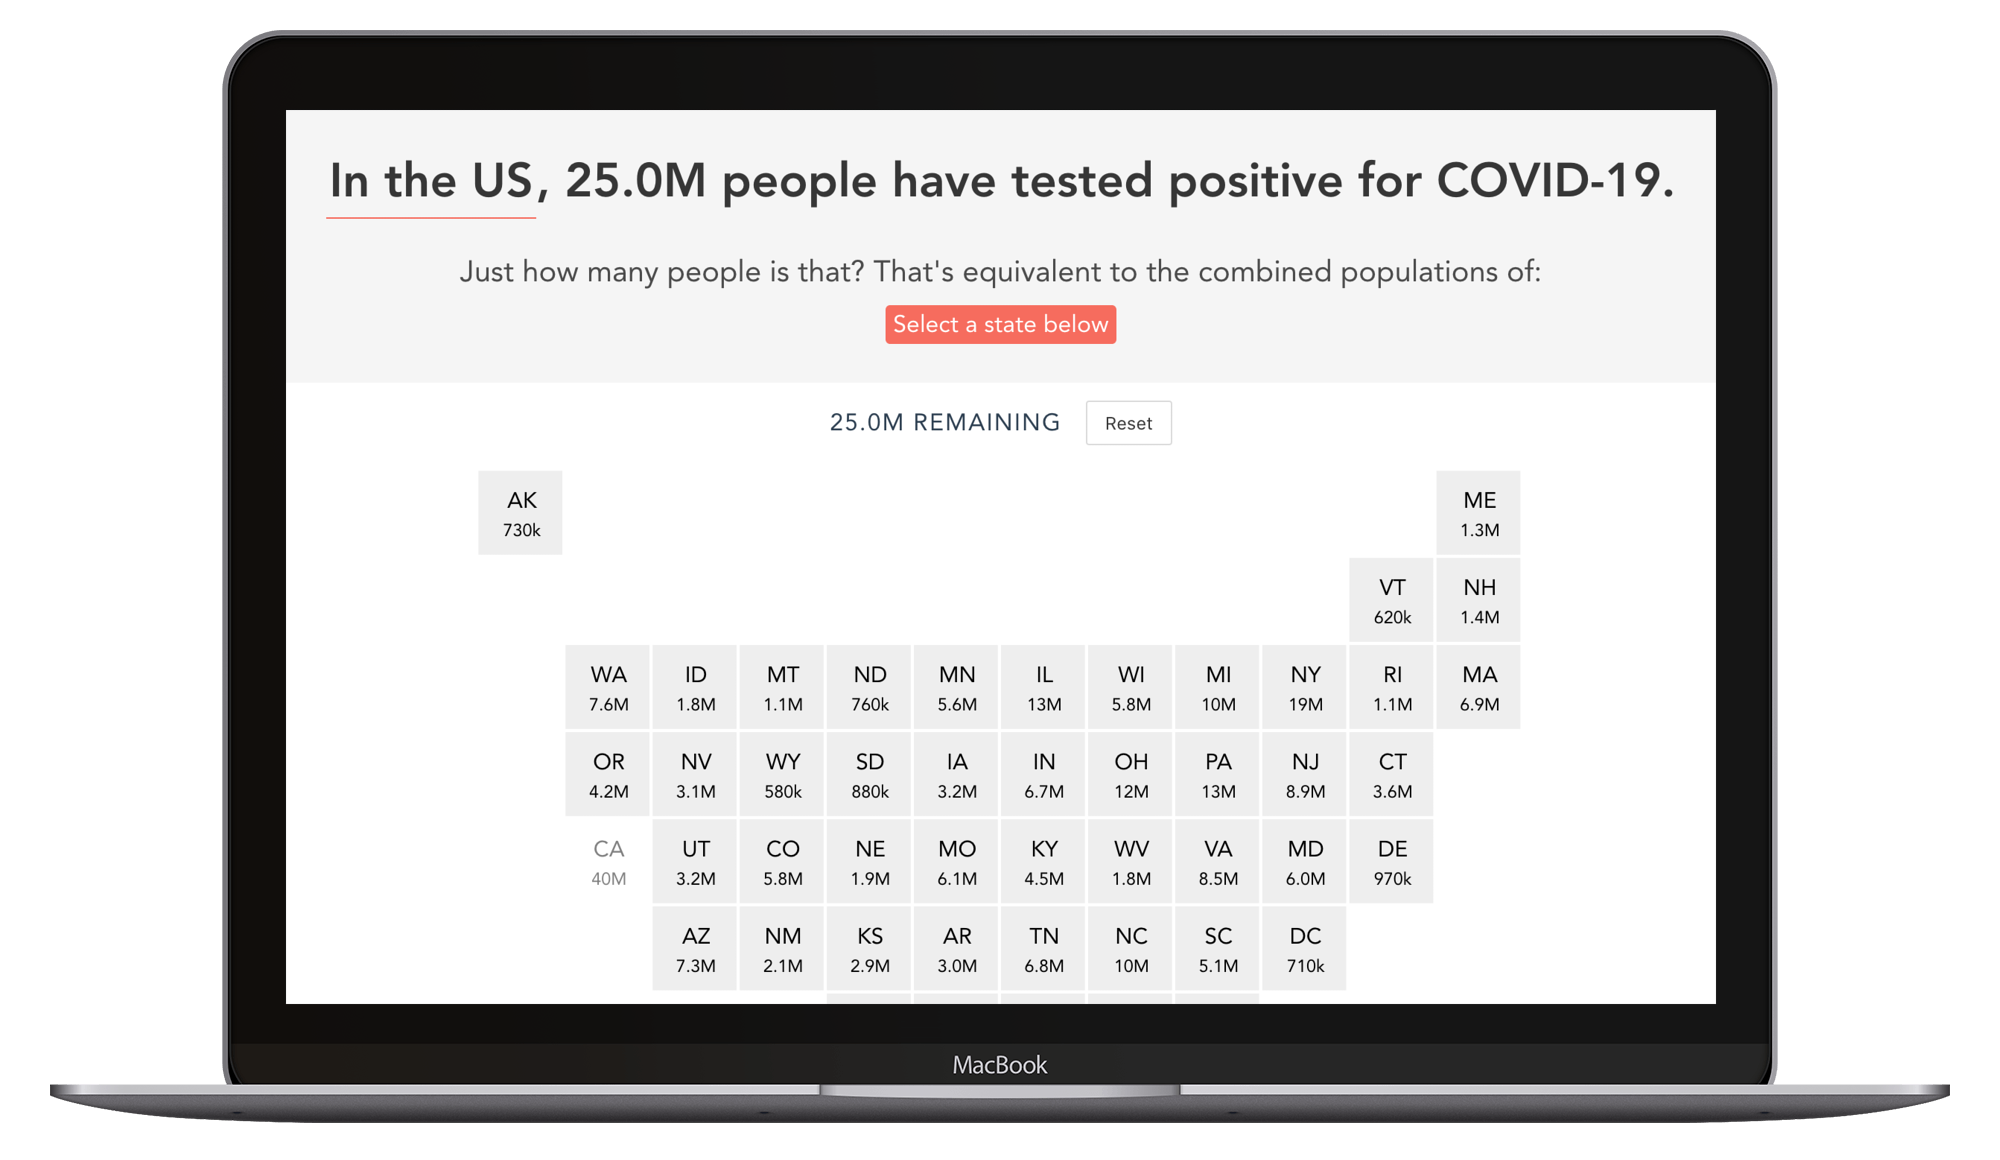 In the US, 25.0M people have tested positive for COVID-19.
Just how many people is that? That's equivalent to the combined populations of:
Select a state below
25.0M REMAINING Reset
AK ME
730k 1.3M
VT NH
620k 1.4M
WA ID MT ND MN IL WI MI NY RI MA
7.6M 1.8M 1.1M 760k 5.6M 13M 5.8M 10M 19M 1.1M 6.9M
OR NV WY SD IA IN OH PA NJ CT
4.2M 3.1M 580k 880k 3.2M 6.7M 12M 13M 8.9M 3.6M
CA UT CO NE MO KY WV VA MD DE
40M 3.2M 5.8M 1.9M 6.1M 4.5M 1.8M 8.5M 6.0M 970k
AZ NM KS AR TN NC SC DC
7.3M 2.1M 2.9M 3.0M 6.8M 10M 5.1M 710k
MacBook